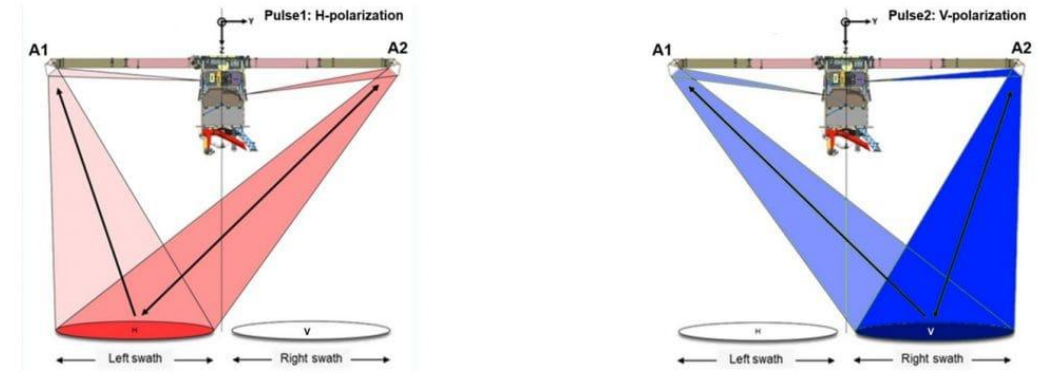 Pulse1: H-polarization
Y
Z
A1
A2
H
V
Left swath
Right swath
Pulse2: V-polarization
Y
Z
A1
A2
H
V
Left swath
Right swath